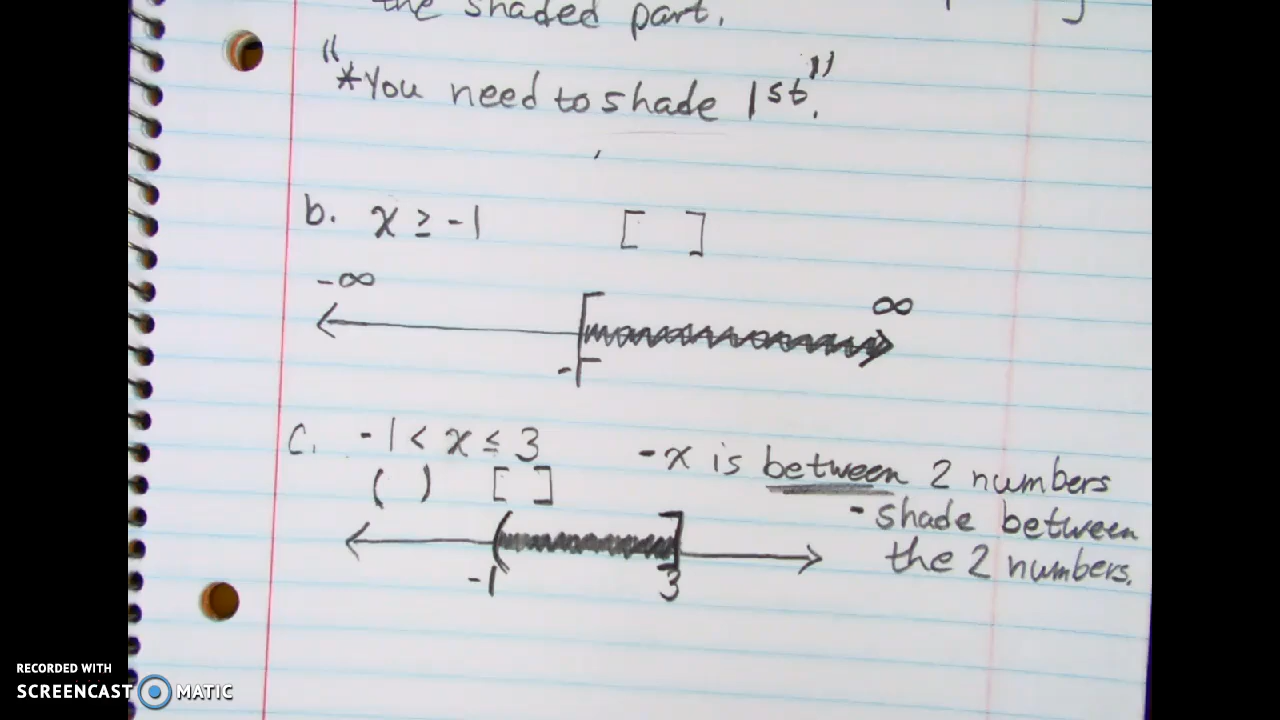 the shaded part.
"*You need to shade 1st."
b. x ≥ -1 [ ]
-∞ ∞
-1
c. -1 < x ≤ 3 -x is between 2 numbers
( ) [ ] - shade between
the 2 numbers.
-1 3
RECORDED WITH
SCREENCAST MATIC